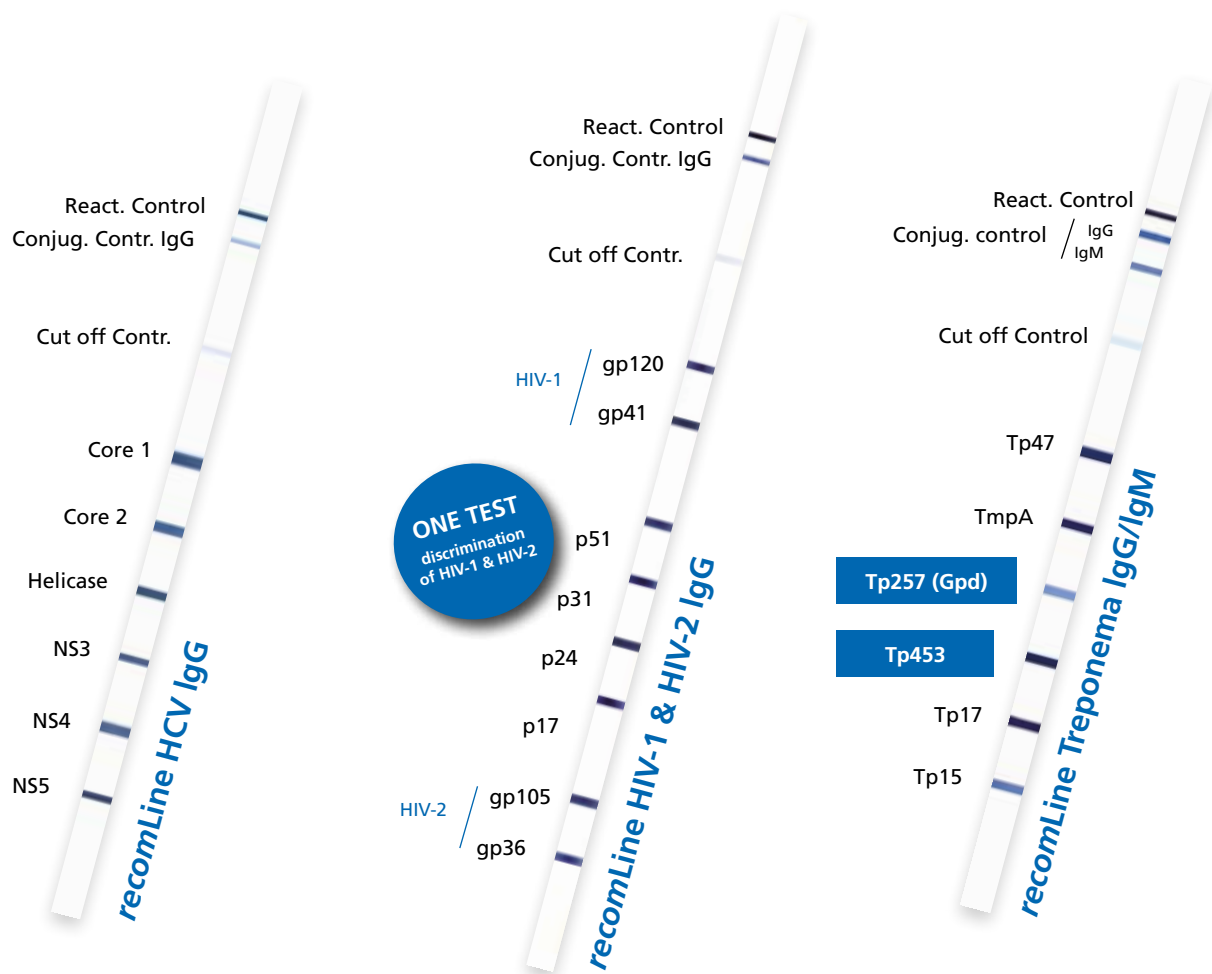 React. Control
Conjug. Contr. IgG
Cut off Contr.
Core 1
Core 2
Helicase
NS3
NS4
NS5
recomLine HCV IgG
React. Control
Conjug. Contr. IgG
Cut off Contr.
HIV-1
gp120
gp41
ONE TEST
discrimination
of HIV-1 & HIV-2
p51
p31
p24
p17
HIV-2
gp105
gp36
recomLine HIV-1 & HIV-2 IgG
React. Control
Conjug. control / IgG
IgM
Cut off Control
Tp47
TmpA
Tp257 (Gpd)
Tp453
Tp17
Tp15
recomLine Treponema IgG/IgM